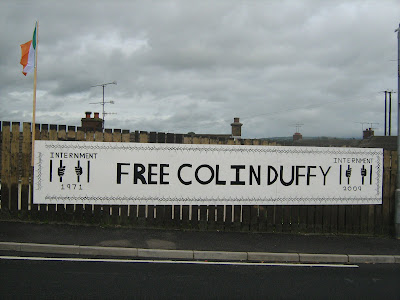 INTERNMENT
1971
FREE COLIN DUFFY
INTERNMENT
2009